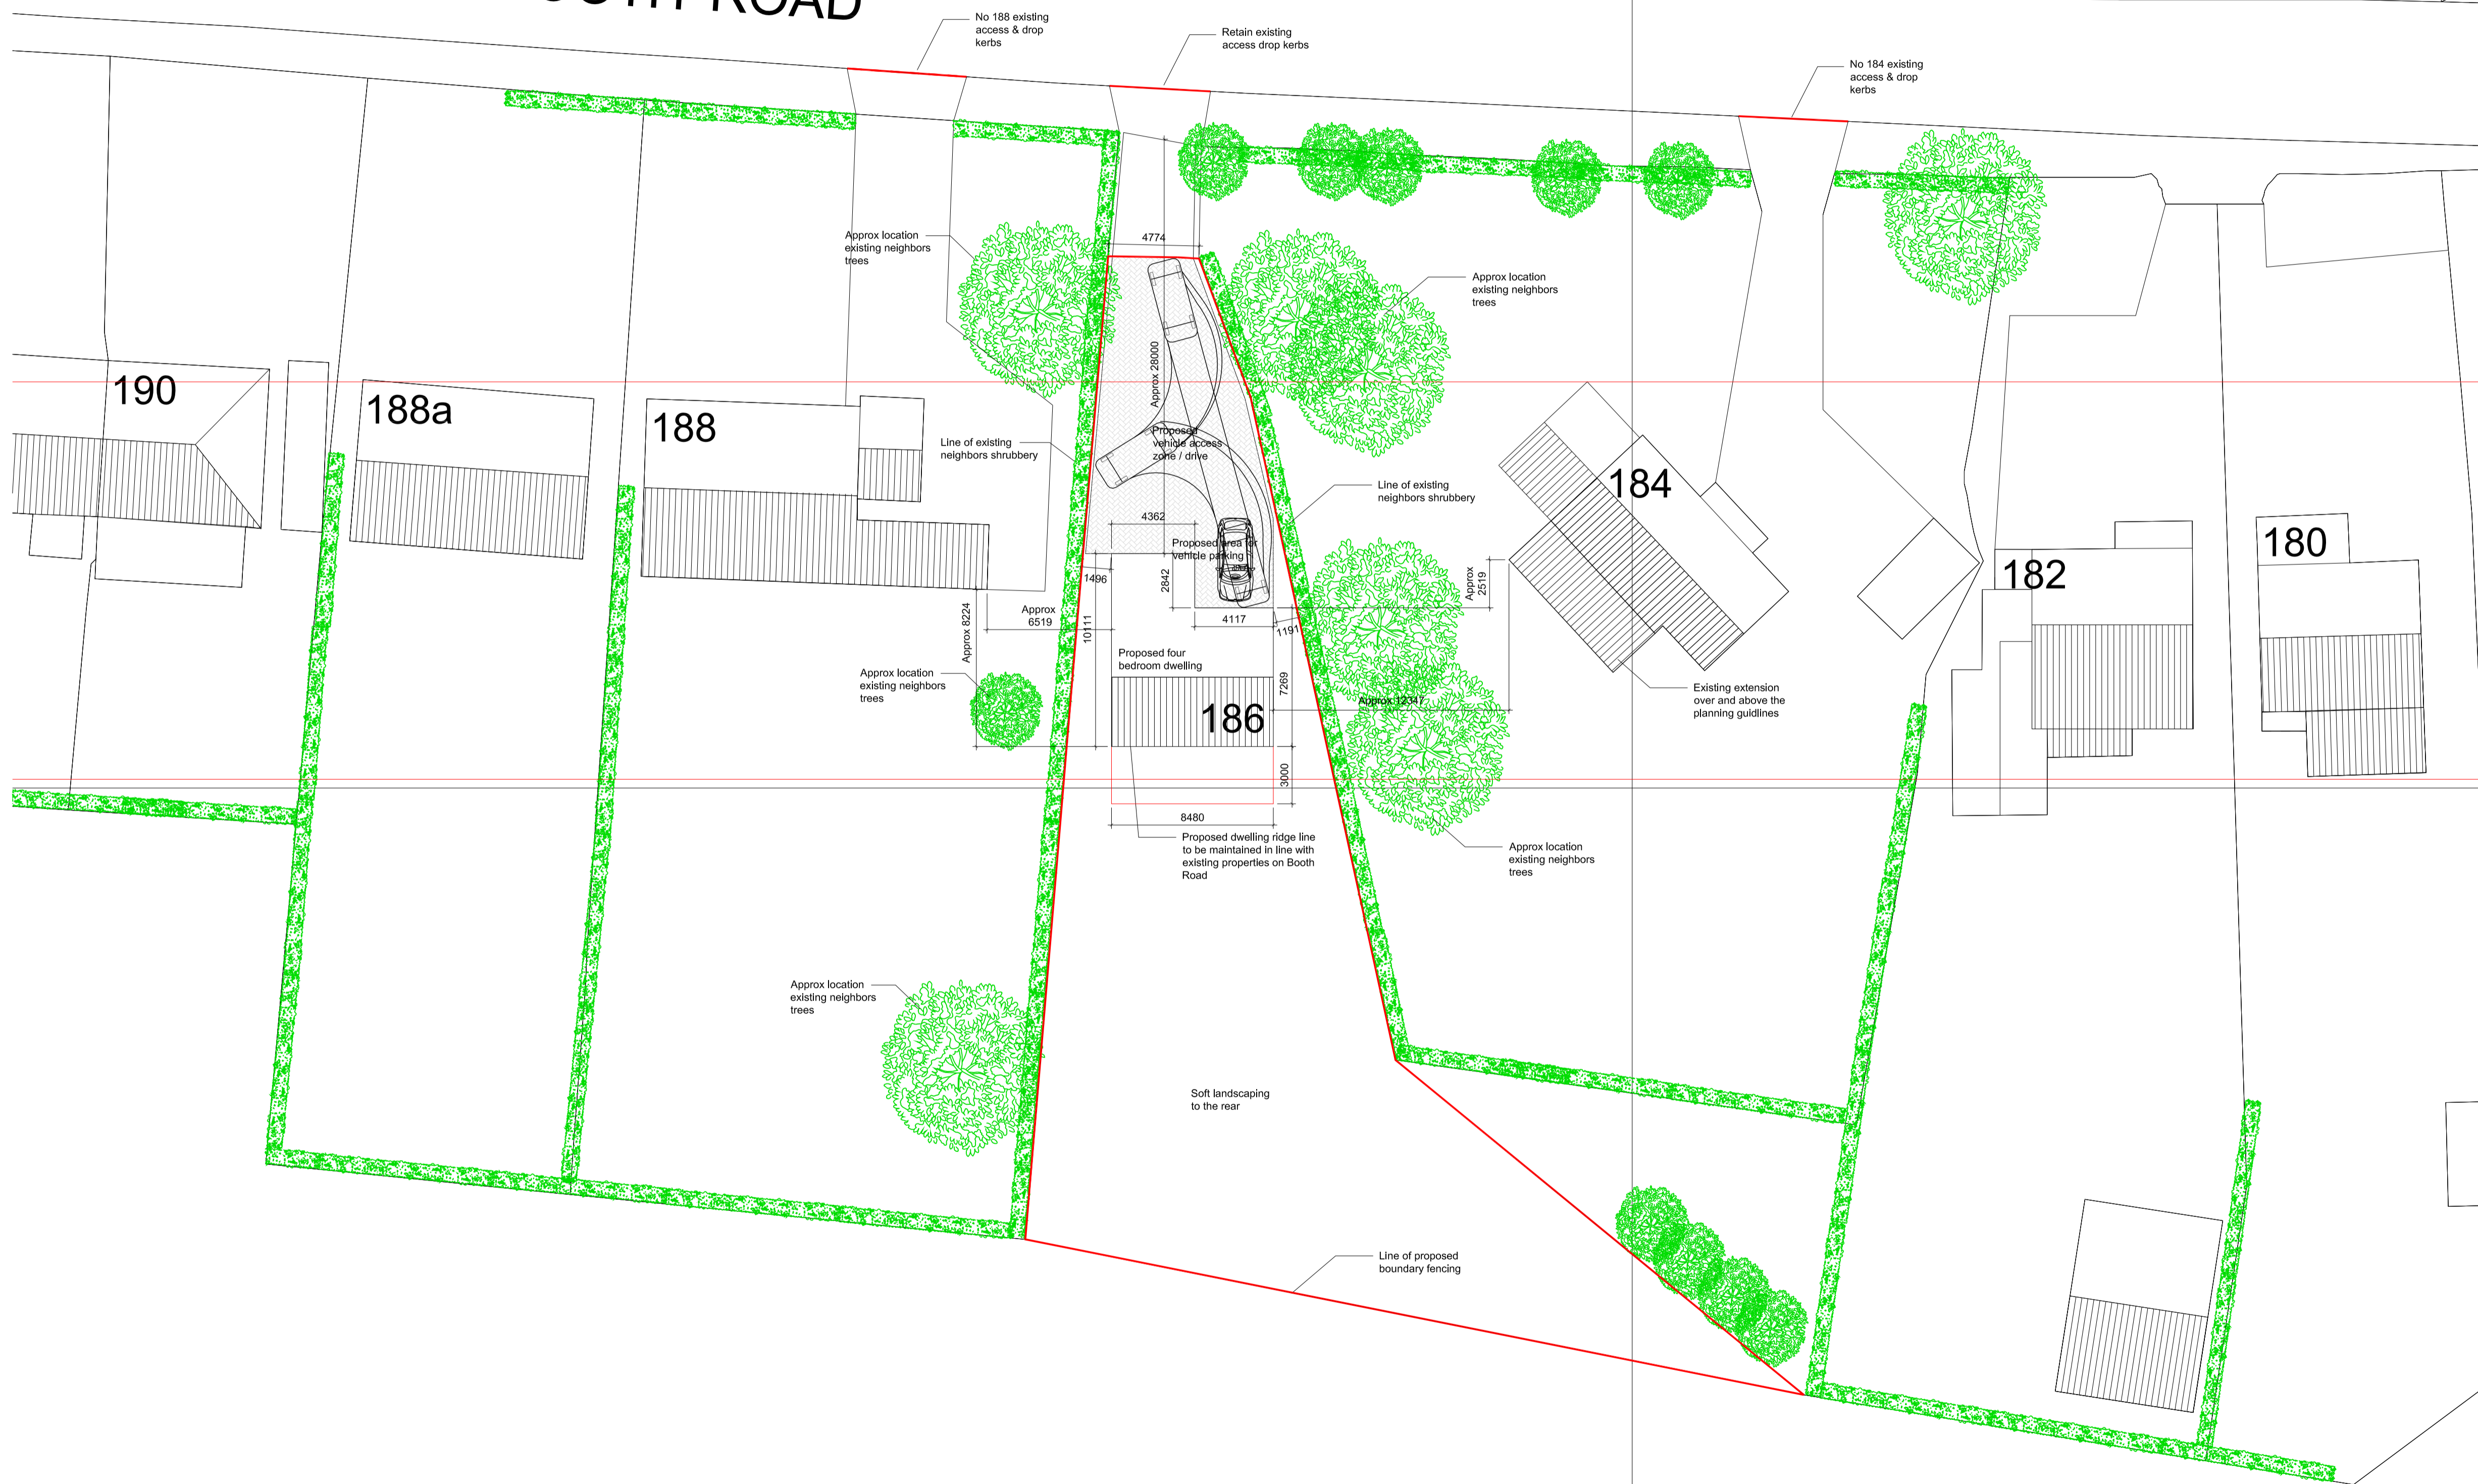 ROAD
No 188 existing
access & drop
kerbs
Retain existing
access drop kerbs
No 184 existing
access & drop
kerbs
Approx location
existing neighbors
trees
4774
Approx location
existing neighbors
trees
Approx 28000
190
188a
188
Line of existing
neighbors shrubbery
Proposed
vehicle access
zone / drive
Line of existing
neighbors shrubbery
184
180
182
4362
Proposed area for
vehicle parking
1496
2842
Approx
2519
Approx 8224
Approx
6519
10111
4117
1191
Proposed four
bedroom dwelling
Approx location
existing neighbors
trees
7269
186
Approx 12347
Existing extension
over and above the
planning guidlines
3000
8480
Proposed dwelling ridge line
to be maintained in line with
existing properties on Booth
Road
Approx location
existing neighbors
trees
Approx location
existing neighbors
trees
Soft landscaping
to the rear
Line of proposed
boundary fencing